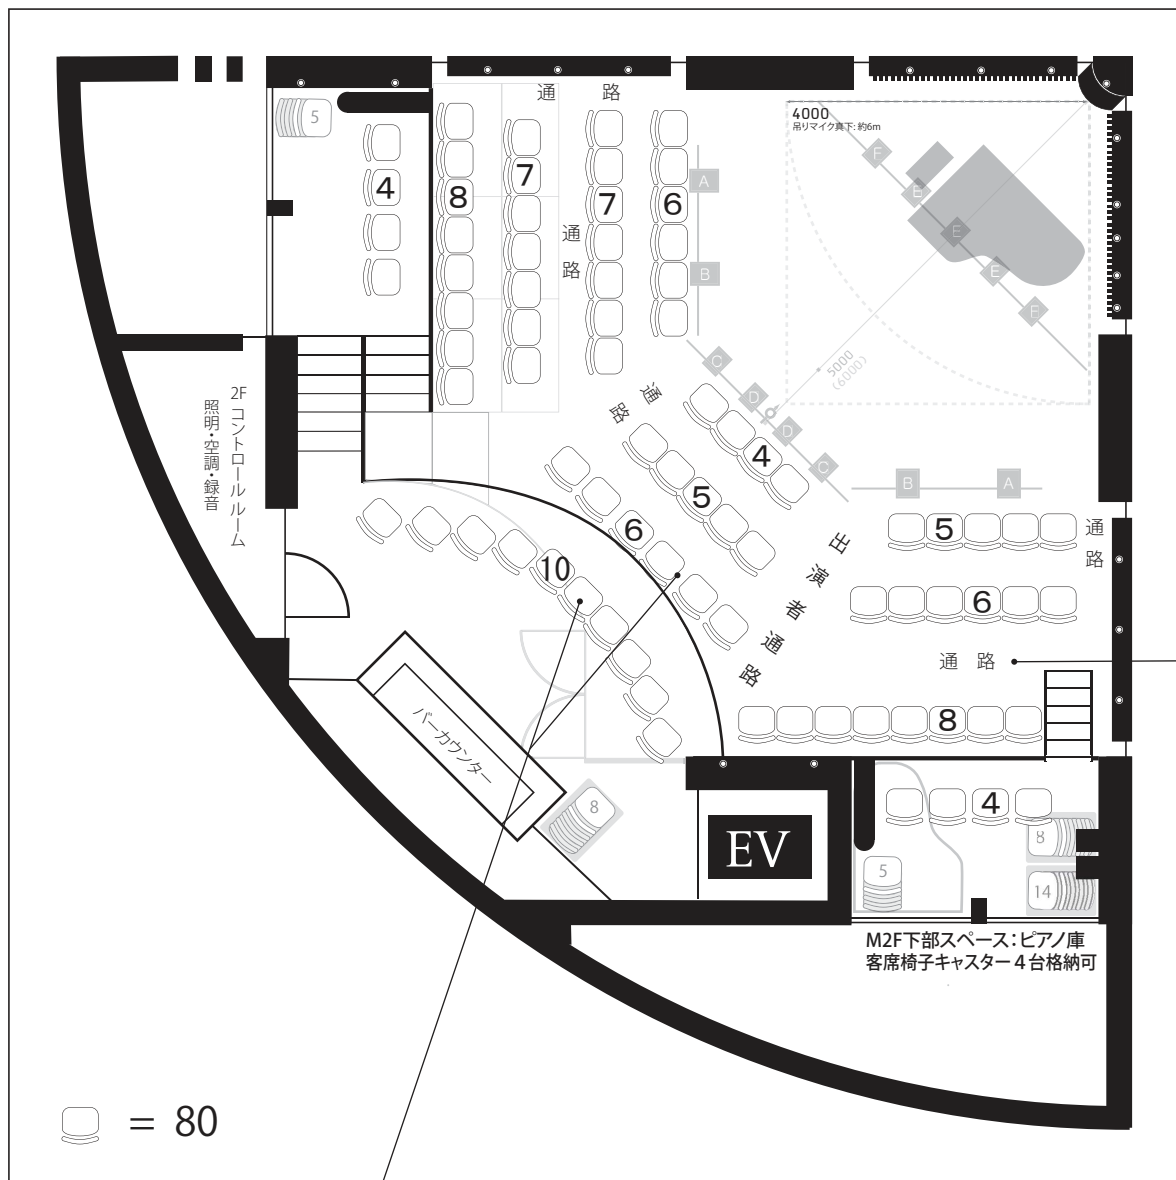 通　路
5
4
8
7
7
6
通
路
A
B
4000
吊りマイク真下: 約6m
F
E
E
E
F
5000
(6000)
C
D
D
C
通
路
4
5
6
10
B
A
5
通
路
6
通　路
8
出演者通路
2F コントロールルーム
照明・空調・録音
バーカウンター
8
EV
4
8
5
14
M2F下部スペース：ピアノ庫
客席椅子キャスター４台格納可
= 80